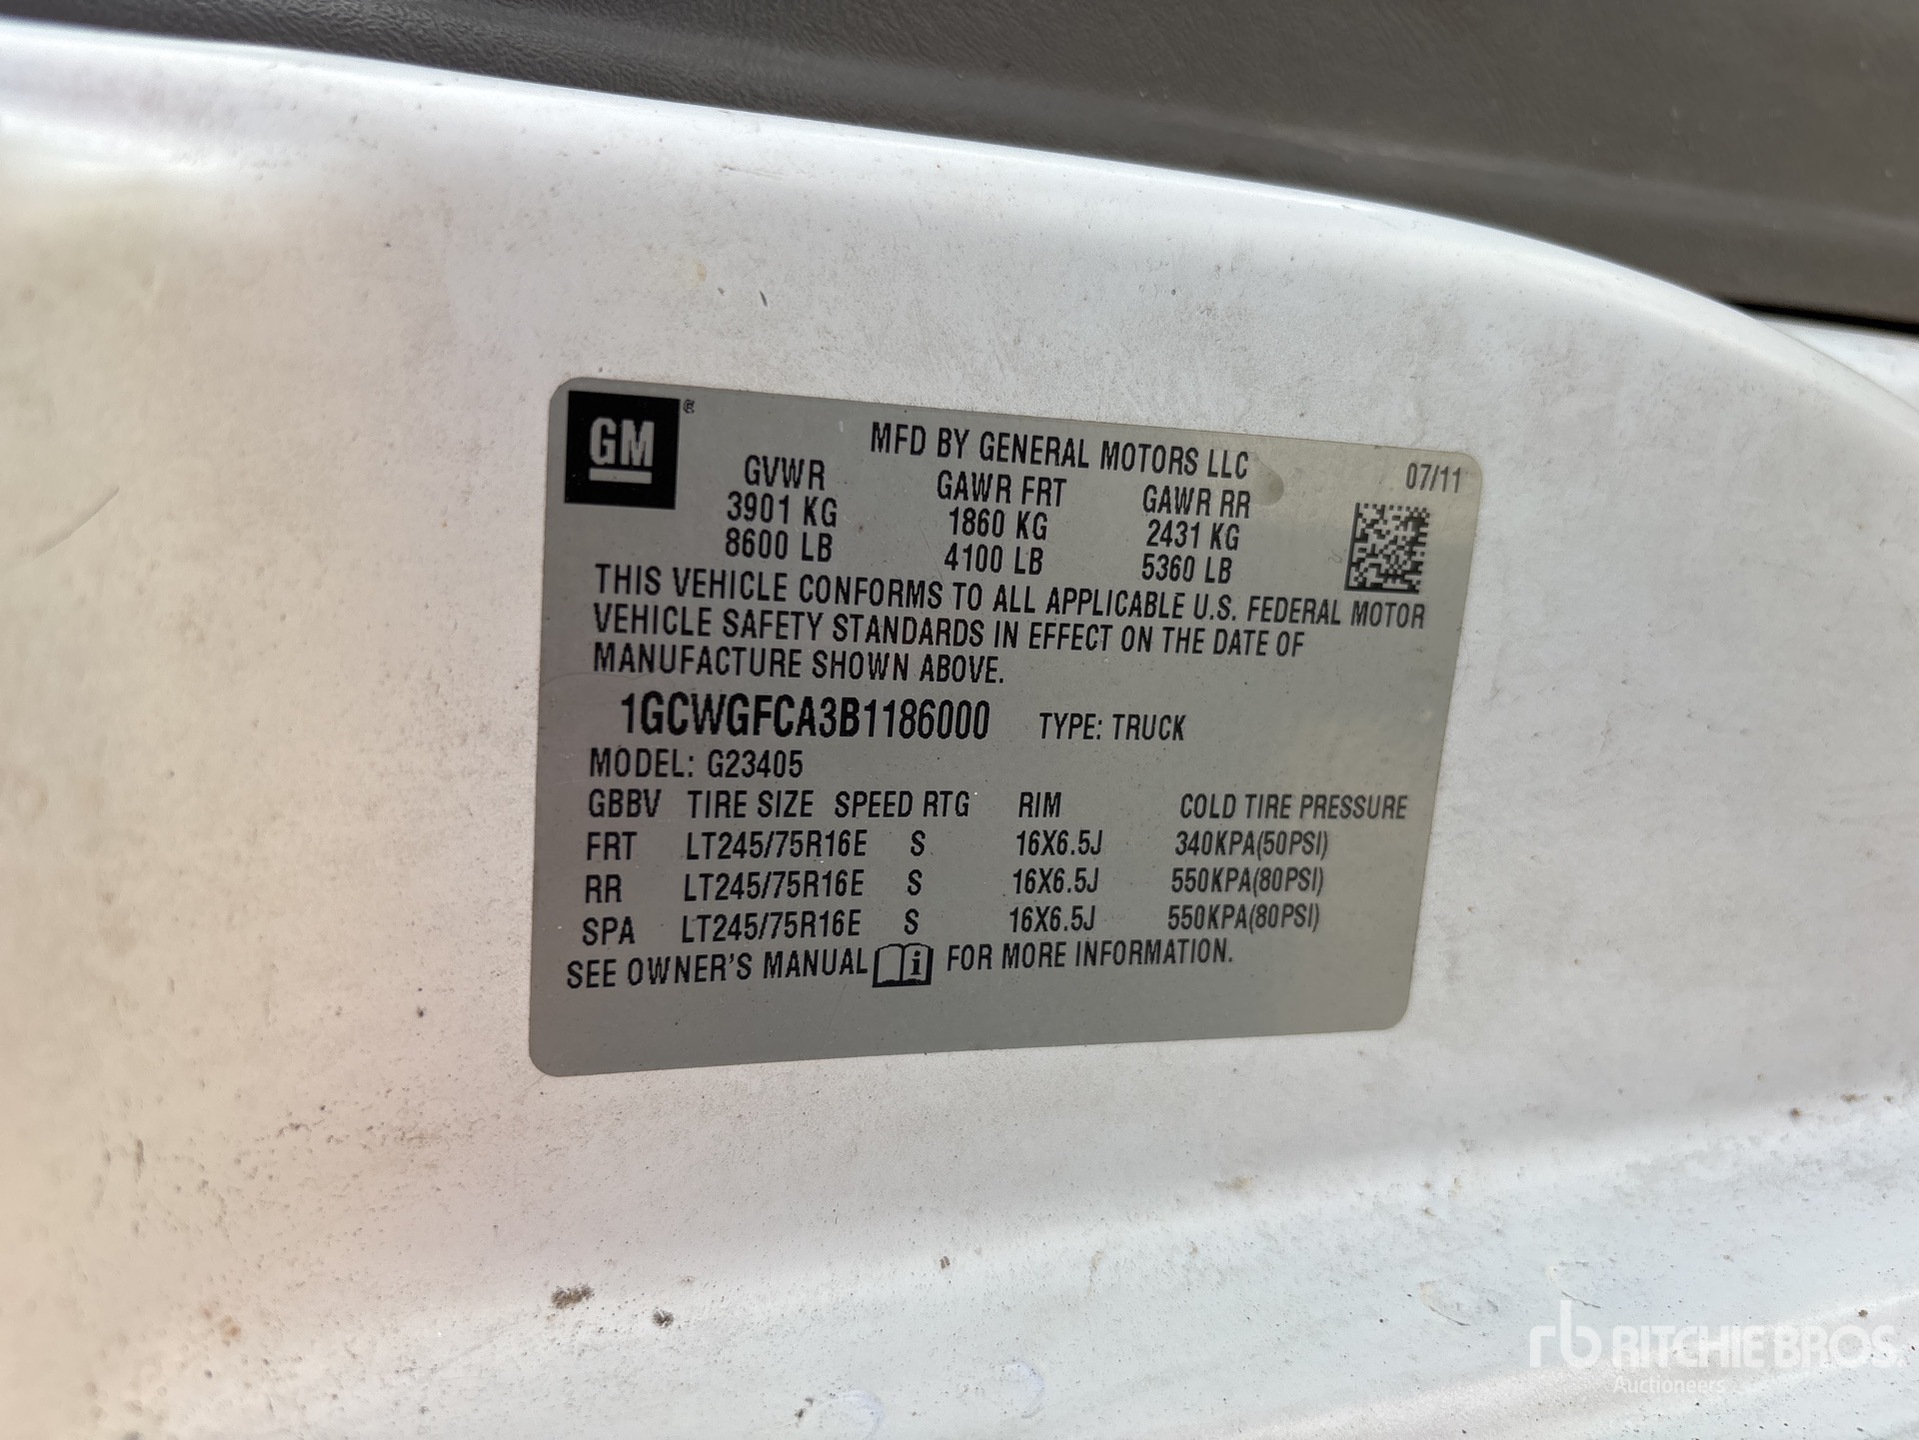 GM®
MFD BY GENERAL MOTORS LLC 07/11
GVWR GAWR FRT GAWR RR
3901 KG 1860 KG 2431 KG
8600 LB 4100 LB 5360 LB
THIS VEHICLE CONFORMS TO ALL APPLICABLE U.S. FEDERAL MOTOR
VEHICLE SAFETY STANDARDS IN EFFECT ON THE DATE OF
MANUFACTURE SHOWN ABOVE.
1GCWGFCA3B1186000 TYPE: TRUCK
MODEL: G23405
GBBV TIRE SIZE SPEED RTG RIM COLD TIRE PRESSURE
FRT LT245/75R16E S 16X6.5J 340KPA(50PSI)
RR LT245/75R16E S 16X6.5J 550KPA(80PSI)
SPA LT245/75R16E S 16X6.5J 550KPA(80PSI)
SEE OWNER'S MANUAL i FOR MORE INFORMATION.
rb RITCHIE BROS.
Auctioneers